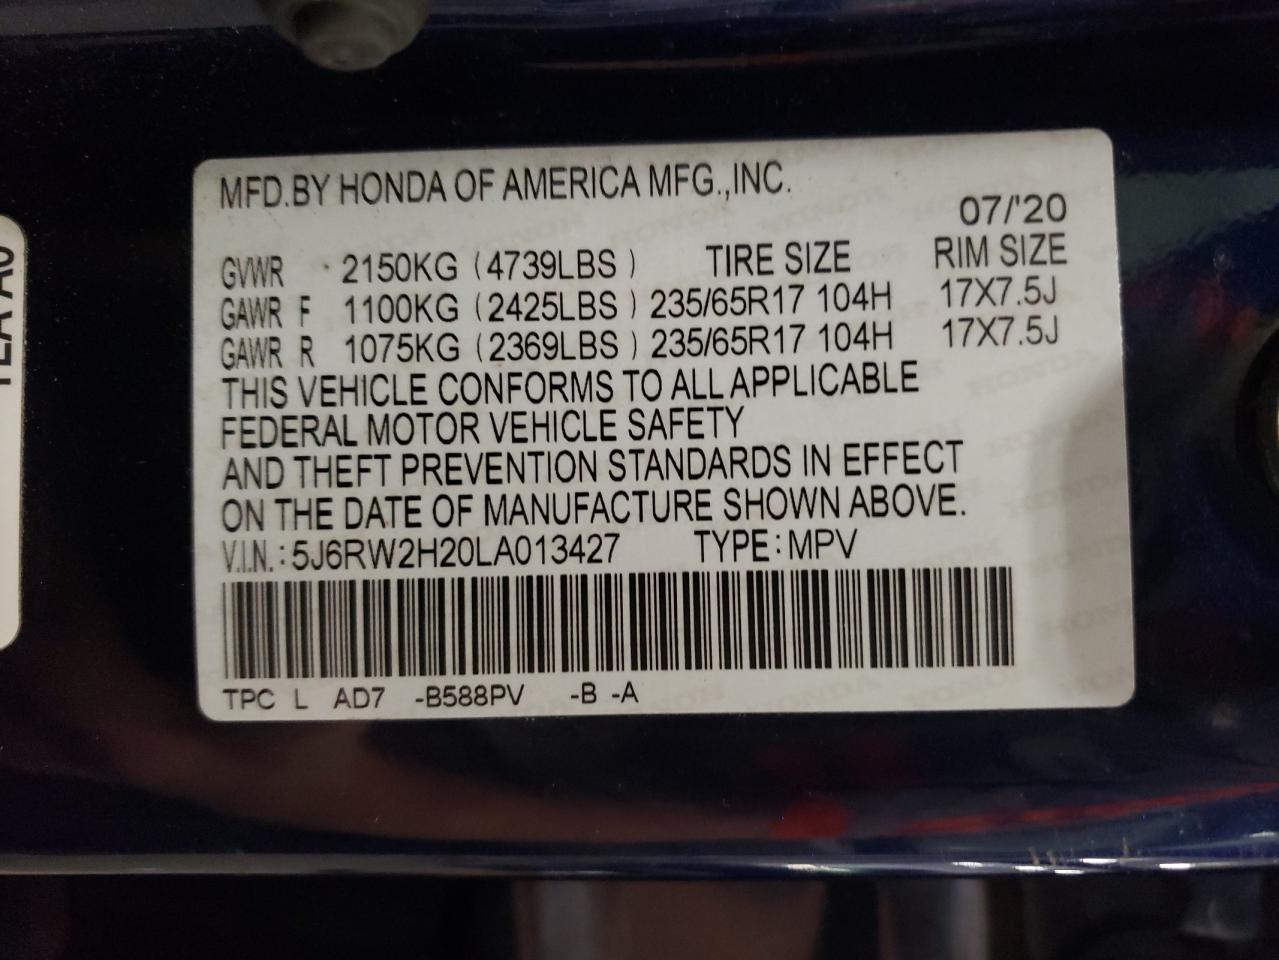 MFD.BY HONDA OF AMERICA MFG.,INC.
07/'20
GVWR 2150KG (4739LBS) TIRE SIZE RIM SIZE
GAWR F 1100KG (2425LBS) 235/65R17 104H 17X7.5J
GAWR R 1075KG (2369LBS) 235/65R17 104H 17X7.5J
THIS VEHICLE CONFORMS TO ALL APPLICABLE
FEDERAL MOTOR VEHICLE SAFETY
AND THEFT PREVENTION STANDARDS IN EFFECT
ON THE DATE OF MANUFACTURE SHOWN ABOVE.
V.I.N.: 5J6RW2H20LA013427 TYPE: MPV
TPC L AD7 -B588PV -B -A